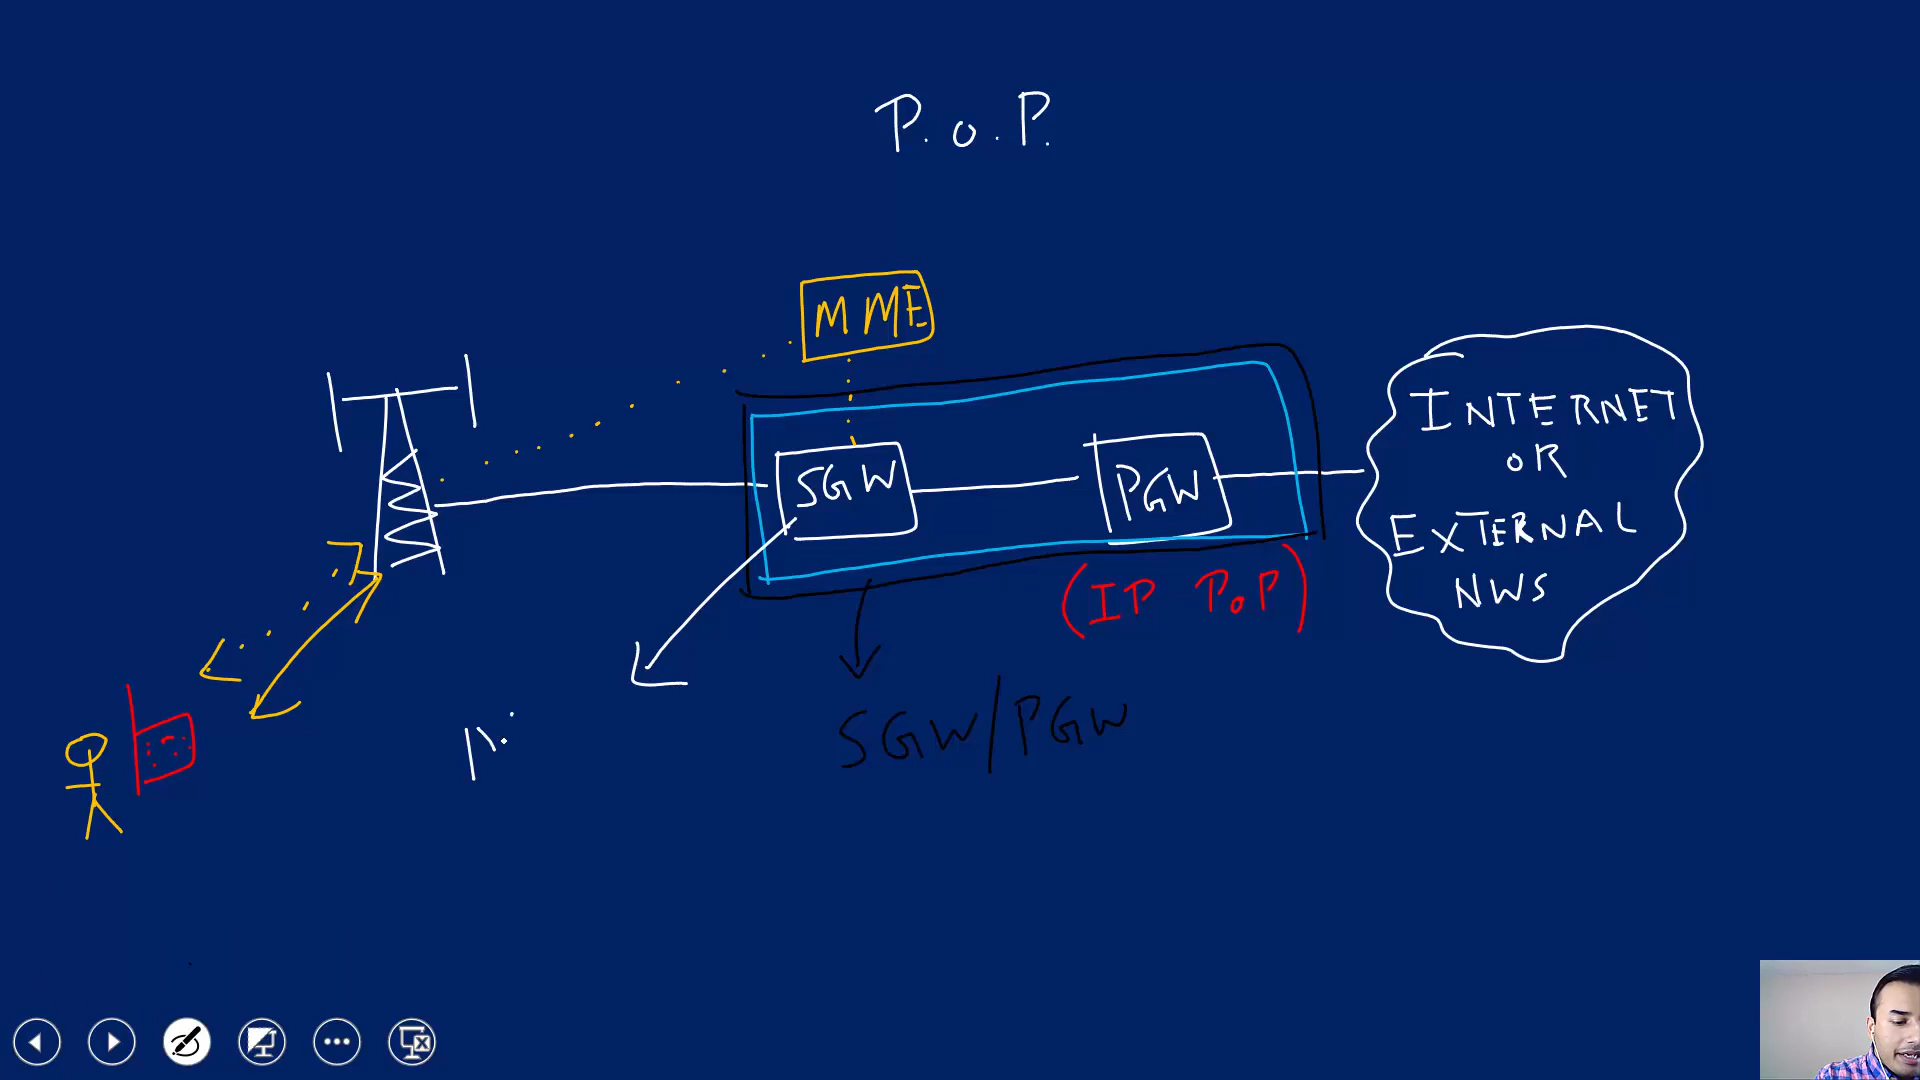 P.o.P.
MME
SGW
PGW
INTERNET
OR
EXTERNAL
NWS
(IP PoP)
SGW/PGW